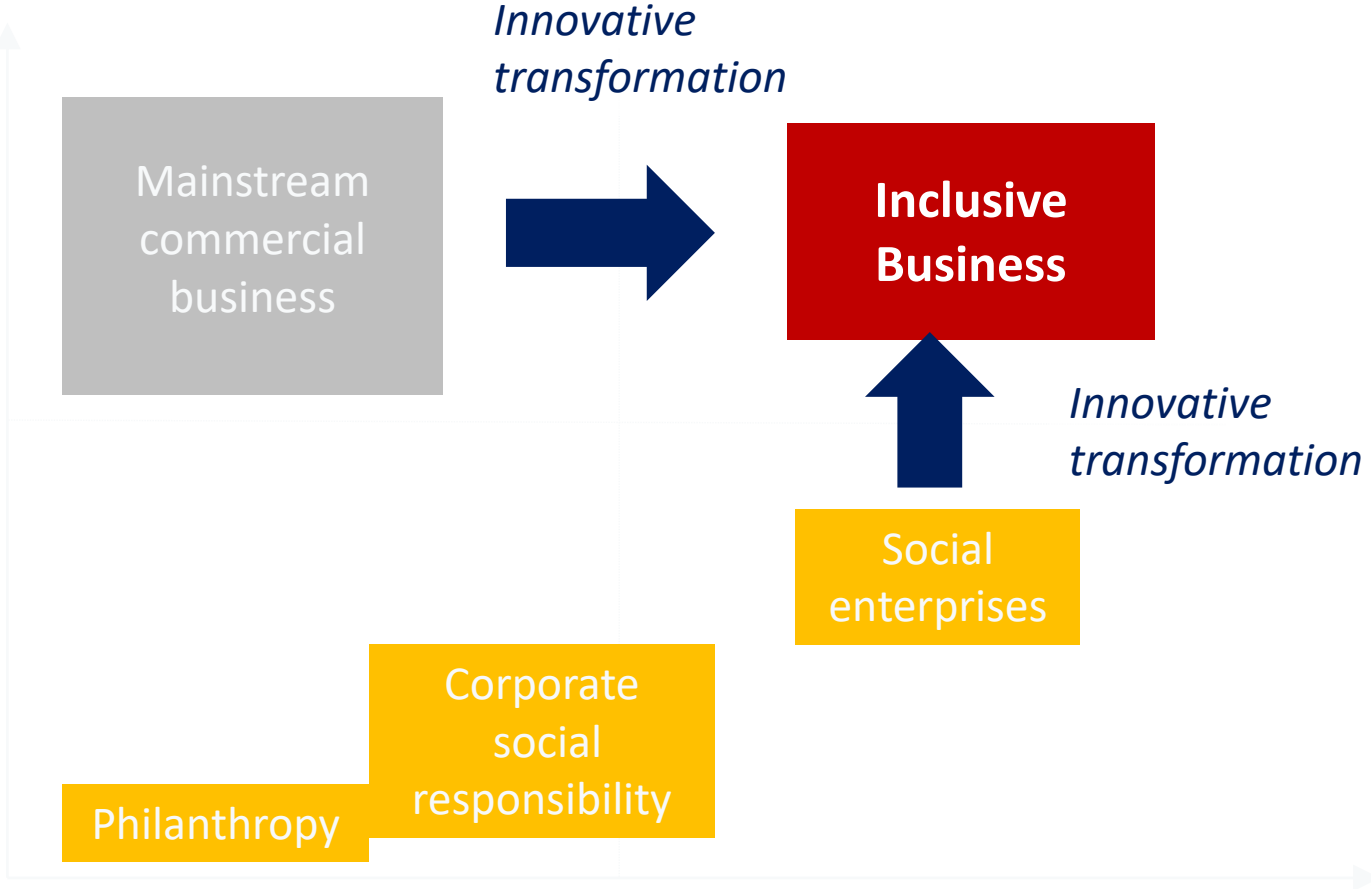 Innovative
transformation
Mainstream
commercial
business
Inclusive
Business
Innovative
transformation
Social
enterprises
Corporate
social
responsibility
Philanthropy